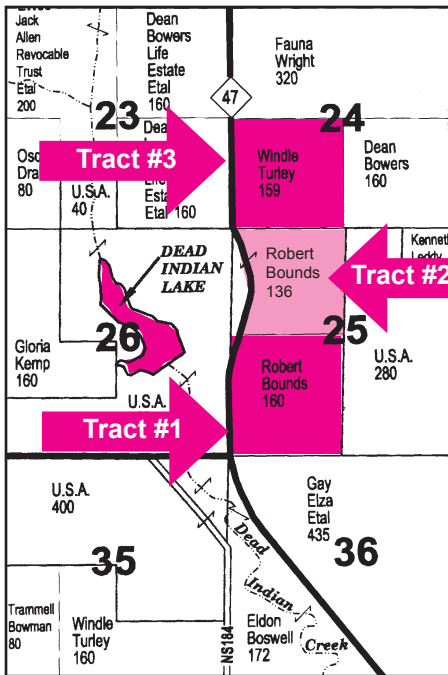 Jack
Allen
Revocable
Trust
Etal
200
Dean
Bowers
Life
Estate
Etal
160
Fauna
Wright
320
47
23
24
Tract #3
Windle
Turley
159
Dean
Bowers
160
Etal 160
80
U.S.A.
40
DEAD
INDIAN
LAKE
Robert
Bounds
136
Tract #2
25
26
Gloria
Kemp
160
U.S.A.
280
Robert
Bounds
160
U.S.A.
Tract #1
U.S.A.
400
Gay
Elza
Etal
435
35
36
Dead
Indian
Creek
Trammell
Bowman
80
Windle
Turley
160
NS184
Eldon
Boswell
172